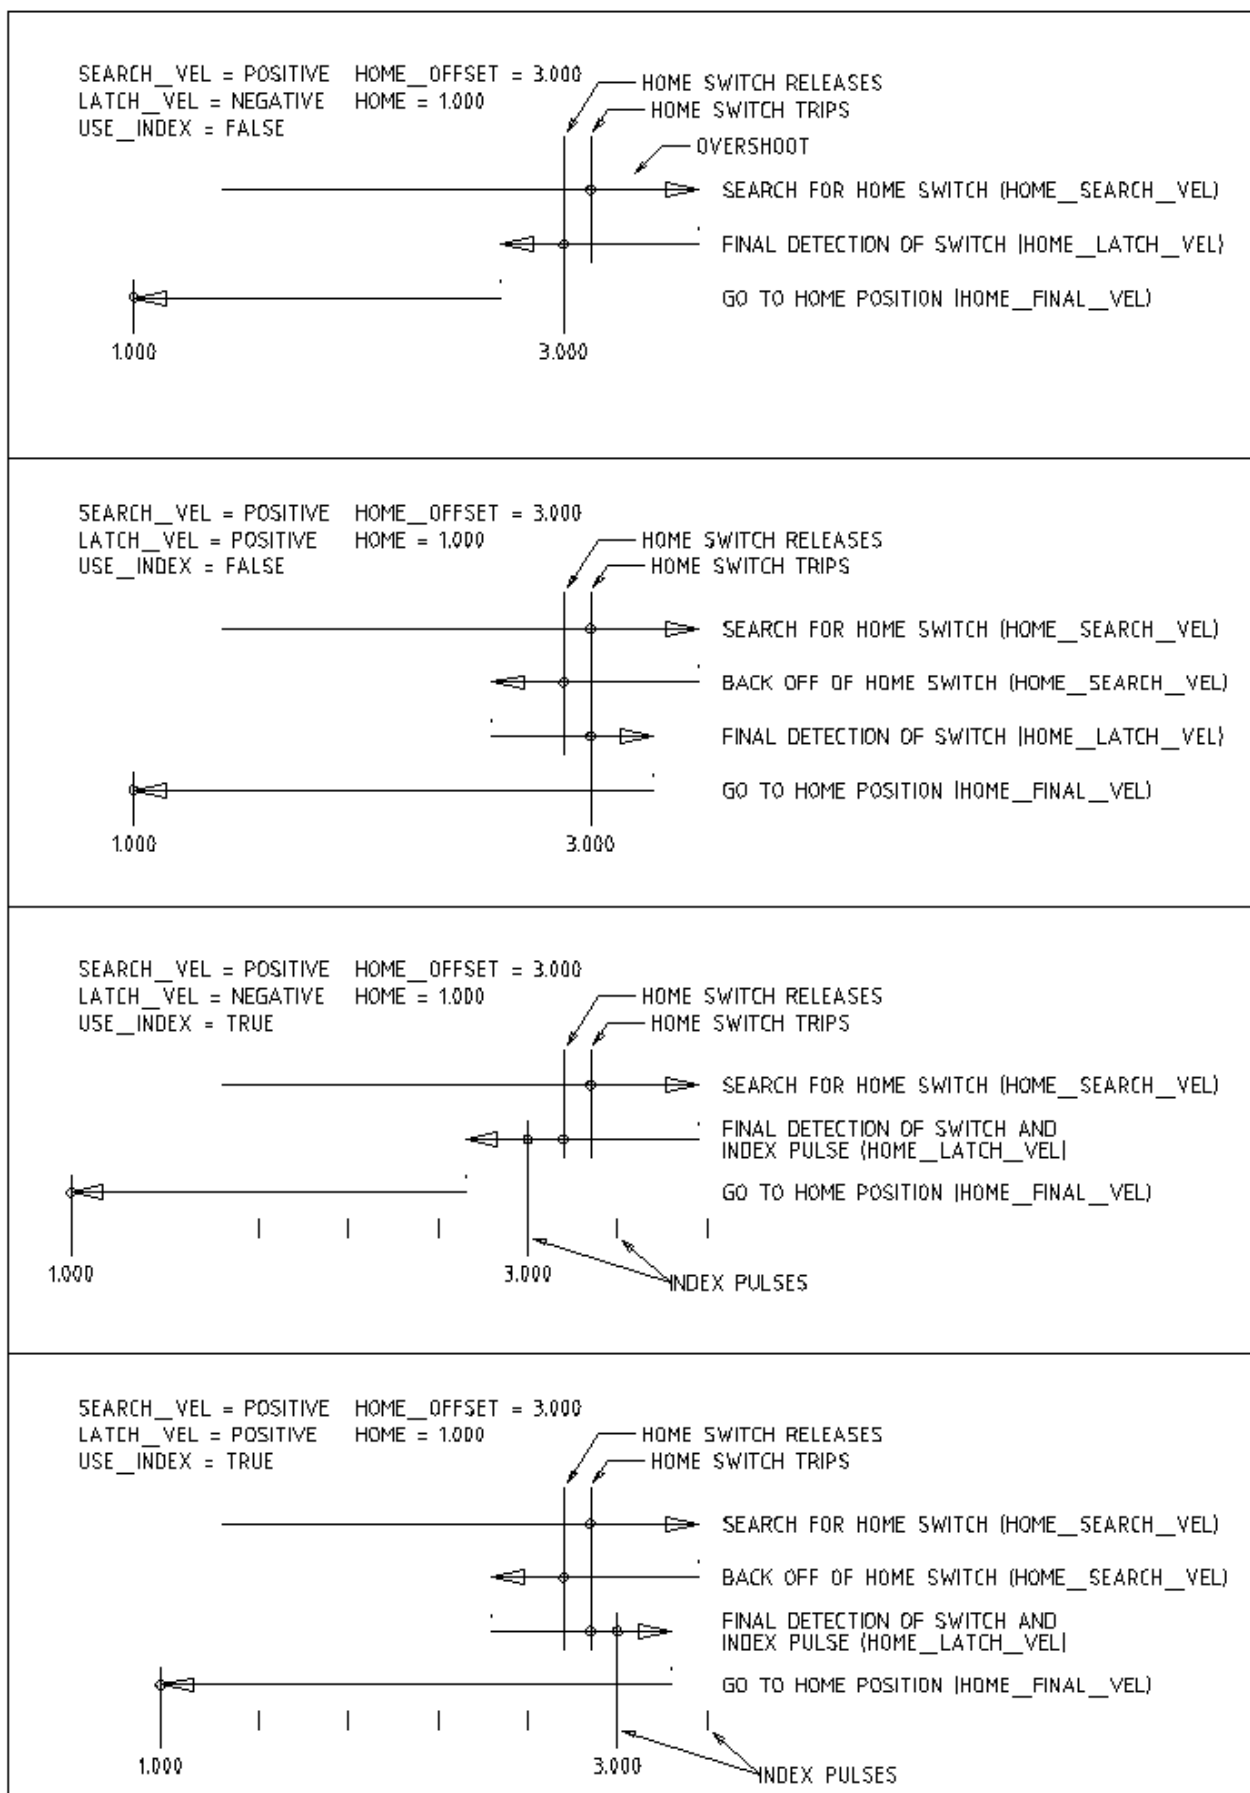 SEARCH_VEL = POSITIVE HOME_OFFSET = 3.000
LATCH_VEL = NEGATIVE HOME = 1.000
USE_INDEX = FALSE
HOME SWITCH RELEASES
HOME SWITCH TRIPS
OVERSHOOT
SEARCH FOR HOME SWITCH (HOME_SEARCH_VEL)
FINAL DETECTION OF SWITCH (HOME_LATCH_VEL)
GO TO HOME POSITION (HOME_FINAL_VEL)
1.000 3.000
SEARCH_VEL = POSITIVE HOME_OFFSET = 3.000
LATCH_VEL = POSITIVE HOME = 1.000
USE_INDEX = FALSE
HOME SWITCH RELEASES
HOME SWITCH TRIPS
SEARCH FOR HOME SWITCH (HOME_SEARCH_VEL)
BACK OFF OF HOME SWITCH (HOME_SEARCH_VEL)
FINAL DETECTION OF SWITCH (HOME_LATCH_VEL)
GO TO HOME POSITION (HOME_FINAL_VEL)
1.000 3.000
SEARCH_VEL = POSITIVE HOME_OFFSET = 3.000
LATCH_VEL = NEGATIVE HOME = 1.000
USE_INDEX = TRUE
HOME SWITCH RELEASES
HOME SWITCH TRIPS
SEARCH FOR HOME SWITCH (HOME_SEARCH_VEL)
FINAL DETECTION OF SWITCH AND
INDEX PULSE (HOME_LATCH_VEL)
GO TO HOME POSITION (HOME_FINAL_VEL)
1.000 3.000
INDEX PULSES
SEARCH_VEL = POSITIVE HOME_OFFSET = 3.000
LATCH_VEL = POSITIVE HOME = 1.000
USE_INDEX = TRUE
HOME SWITCH RELEASES
HOME SWITCH TRIPS
SEARCH FOR HOME SWITCH (HOME_SEARCH_VEL)
BACK OFF OF HOME SWITCH (HOME_SEARCH_VEL)
FINAL DETECTION OF SWITCH AND
INDEX PULSE (HOME_LATCH_VEL)
GO TO HOME POSITION (HOME_FINAL_VEL)
1.000 3.000
INDEX PULSES